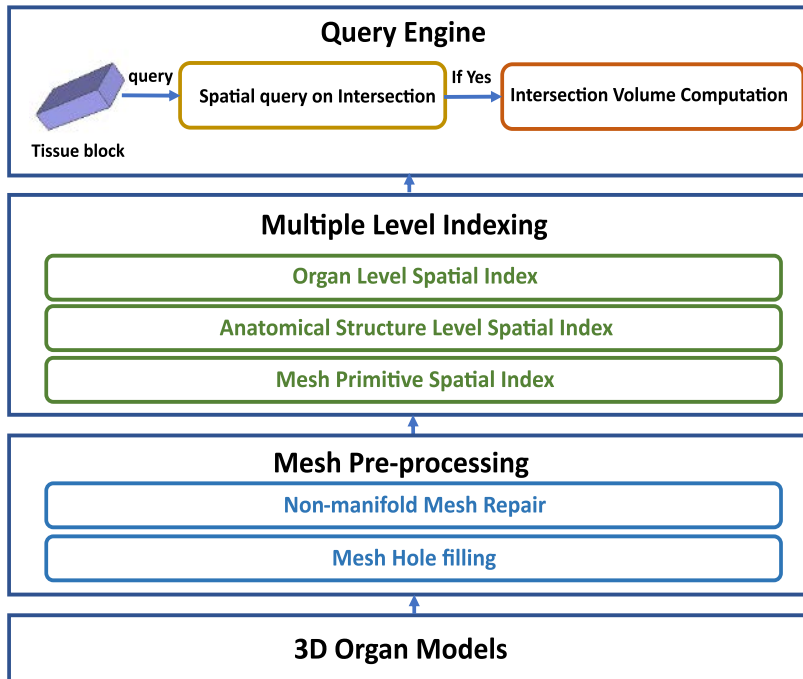 Query Engine
query
If Yes
Spatial query on Intersection
Intersection Volume Computation
Tissue block
Multiple Level Indexing
Organ Level Spatial Index
Anatomical Structure Level Spatial Index
Mesh Primitive Spatial Index
Mesh Pre-processing
Non-manifold Mesh Repair
Mesh Hole filling
3D Organ Models